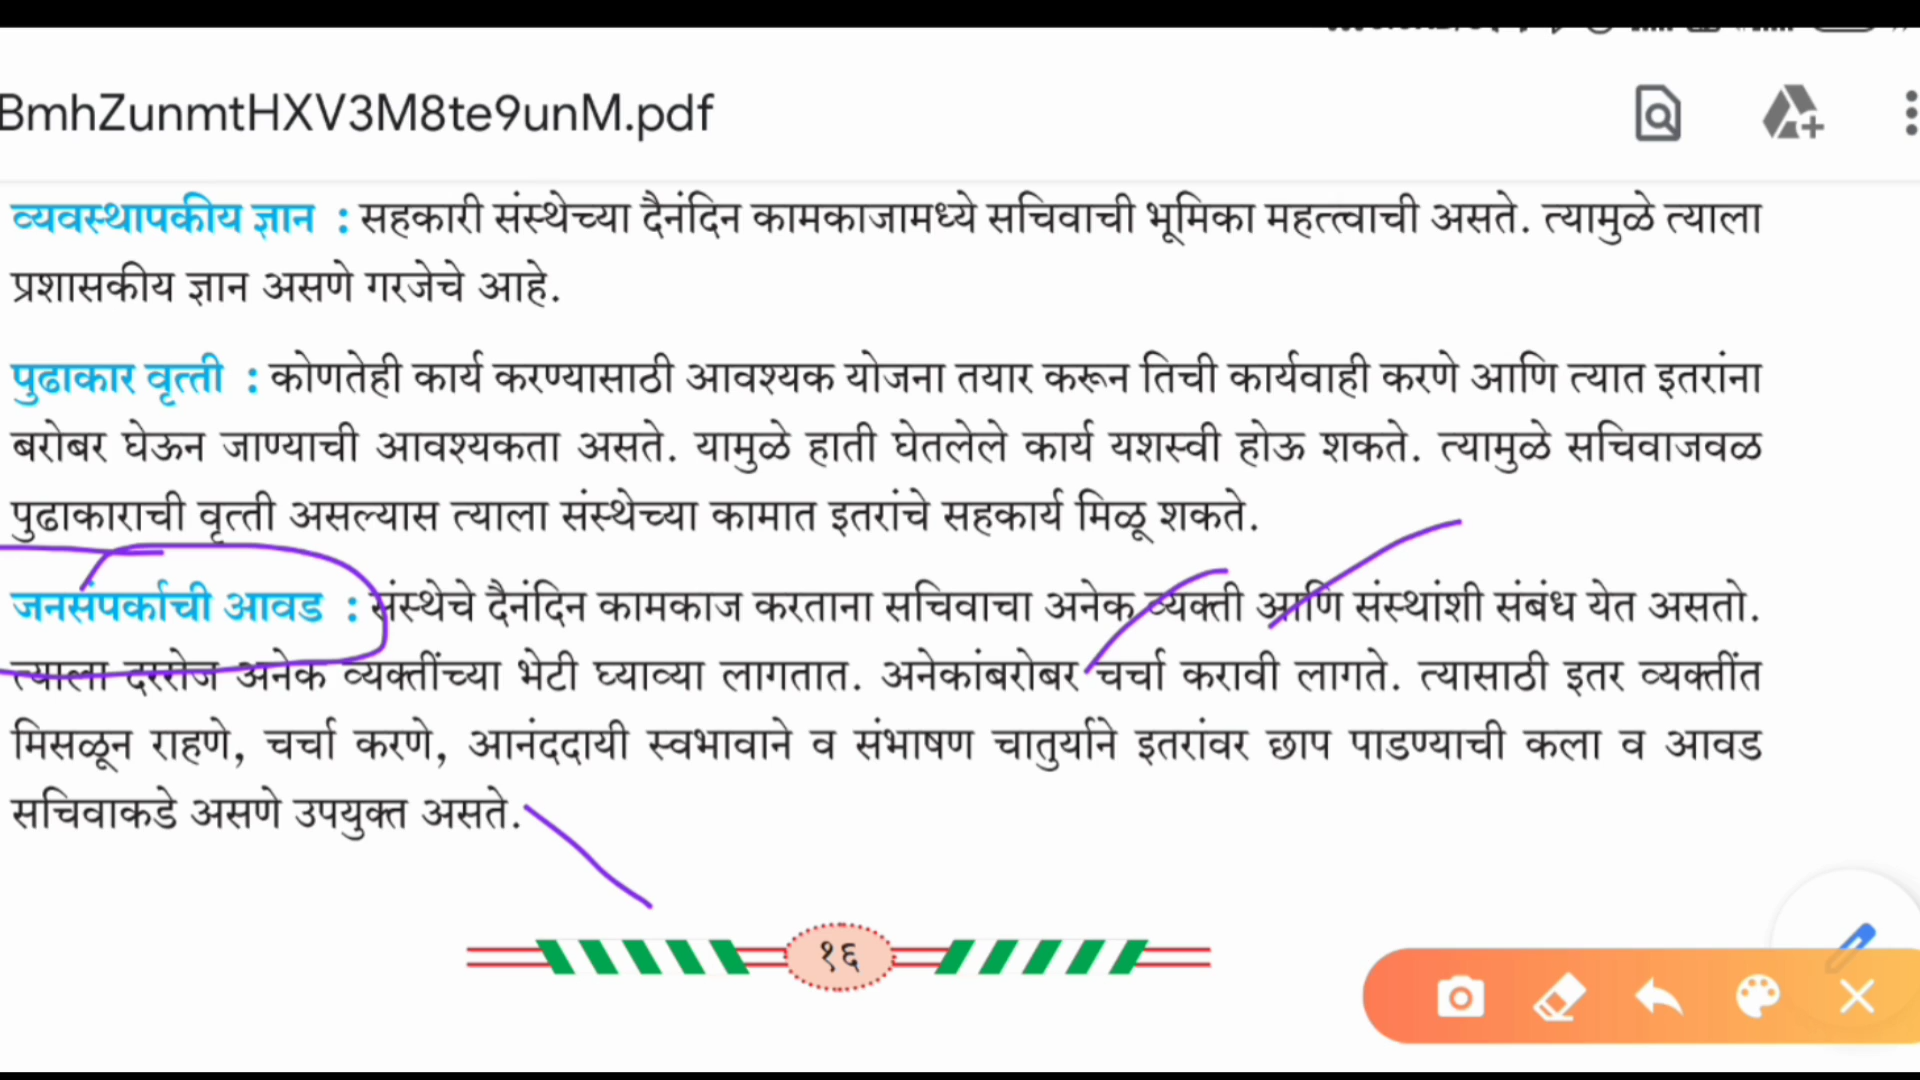 BmhZunmtHXV3M8te9unM.pdf
व्यवस्थापकीय ज्ञान : सहकारी संस्थेच्या दैनंदिन कामकाजामध्ये सचिवाची भूमिका महत्त्वाची असते. त्यामुळे त्याला
प्रशासकीय ज्ञान असणे गरजेचे आहे.
पुढाकार वृत्ती : कोणतेही कार्य करण्यासाठी आवश्यक योजना तयार करून तिची कार्यवाही करणे आणि त्यात इतरांना
बरोबर घेऊन जाण्याची आवश्यकता असते. यामुळे हाती घेतलेले कार्य यशस्वी होऊ शकते. त्यामुळे सचिवाजवळ
पुढाकाराची वृत्ती असल्यास त्याला संस्थेच्या कामात इतरांचे सहकार्य मिळू शकते.
जनसंपर्काची आवड : संस्थेचे दैनंदिन कामकाज करताना सचिवाचा अनेक व्यक्ती आणि संस्थांशी संबंध येत असतो.
त्याला दररोज अनेक व्यक्तींच्या भेटी घ्याव्या लागतात. अनेकांबरोबर चर्चा करावी लागते. त्यासाठी इतर व्यक्तींत
मिसळून राहणे, चर्चा करणे, आनंददायी स्वभावाने व संभाषण चातुर्याने इतरांवर छाप पाडण्याची कला व आवड
सचिवाकडे असणे उपयुक्त असते.
१६